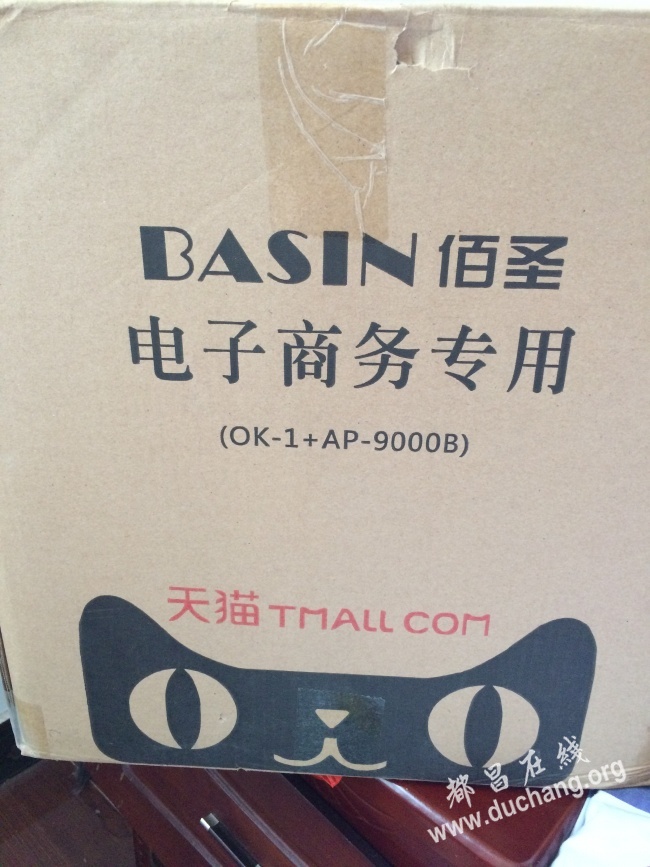 BASIN 佰圣
电子商务专用
(OK-1+AP-9000B)
天猫 TMALL COM
都昌在线
www.duchang.org